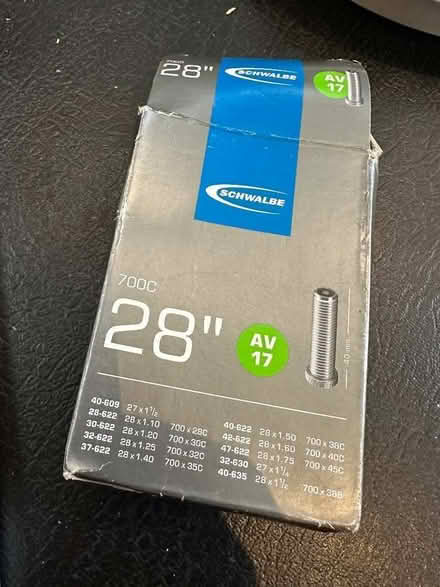 28"
SCHWALBE
AV
17
SCHWALBE
700C
28"
AV
17
40 mm
40-609 27 x 1 1/2
28-622 28 x 1.10 700 x 28C
30-622 28 x 1.20 700 x 30C
32-622 28 x 1.25 700 x 32C
37-622 28 x 1.40 700 x 35C
40-622 28 x 1.50 700 x 38C
42-622 28 x 1.60 700 x 40C
47-622 28 x 1.75 700 x 45C
32-630 27 x 1 1/4
40-635 28 x 1 1/2 700 x 38B